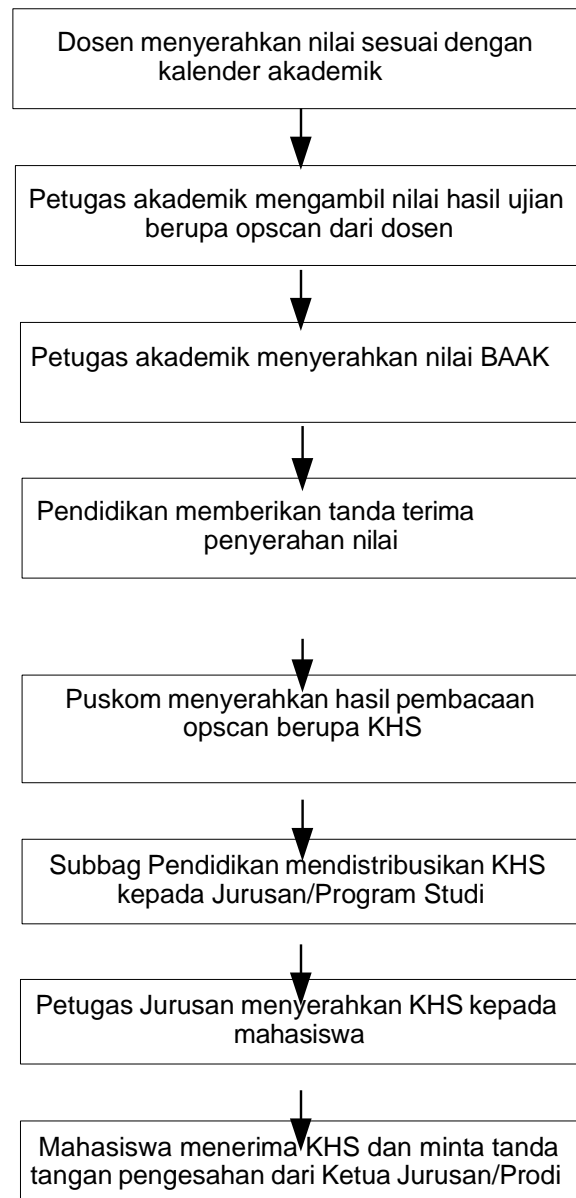 Dosen menyerahkan nilai sesuai dengan
kalender akademik
Petugas akademik mengambil nilai hasil ujian
berupa opscan dari dosen
Petugas akademik menyerahkan nilai BAAK
Pendidikan memberikan tanda terima
penyerahan nilai
Puskom menyerahkan hasil pembacaan
opscan berupa KHS
Subbag Pendidikan mendistribusikan KHS
kepada Jurusan/Program Studi
Petugas Jurusan menyerahkan KHS kepada
mahasiswa
Mahasiswa menerima KHS dan minta tanda
tangan pengesahan dari Ketua Jurusan/Prodi